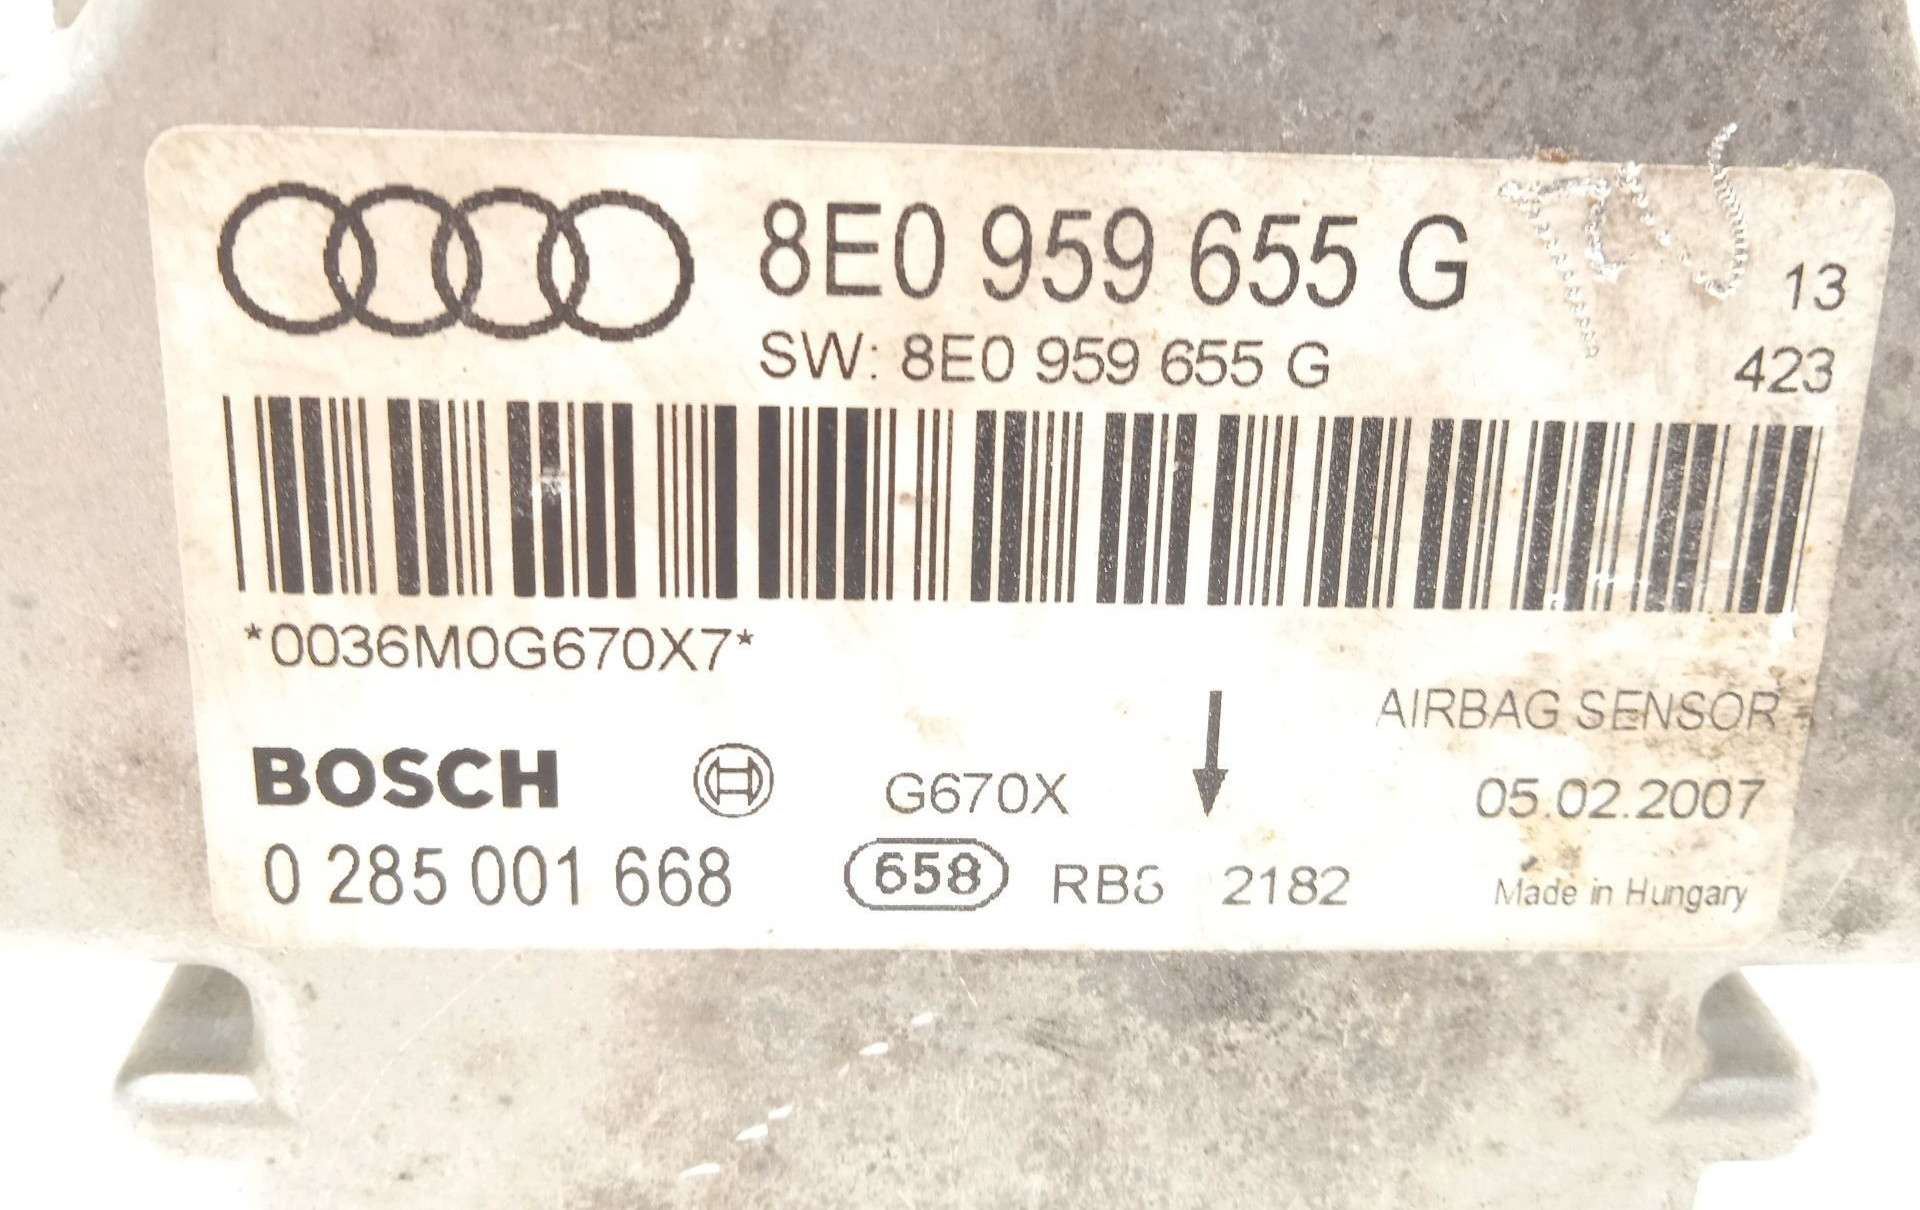 8E0 959 655 G
13
SW: 8E0 959 655 G
423
*0036M0G670X7*
AIRBAG SENSOR
BOSCH
G670X
05.02.2007
0 285 001 668
658
2182
Made in Hungary